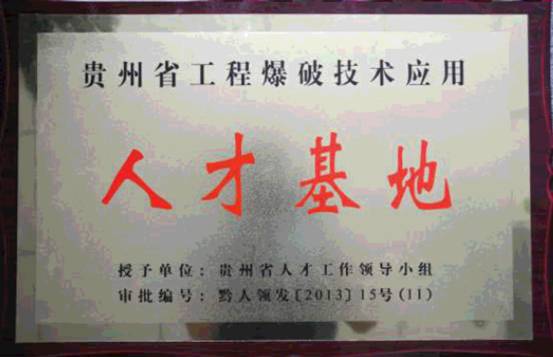 贵州省工程爆破技术应用
人才基地
授予单位：贵州省人才工作领导小组
审批编号：黔人领发[2013]15号(11)